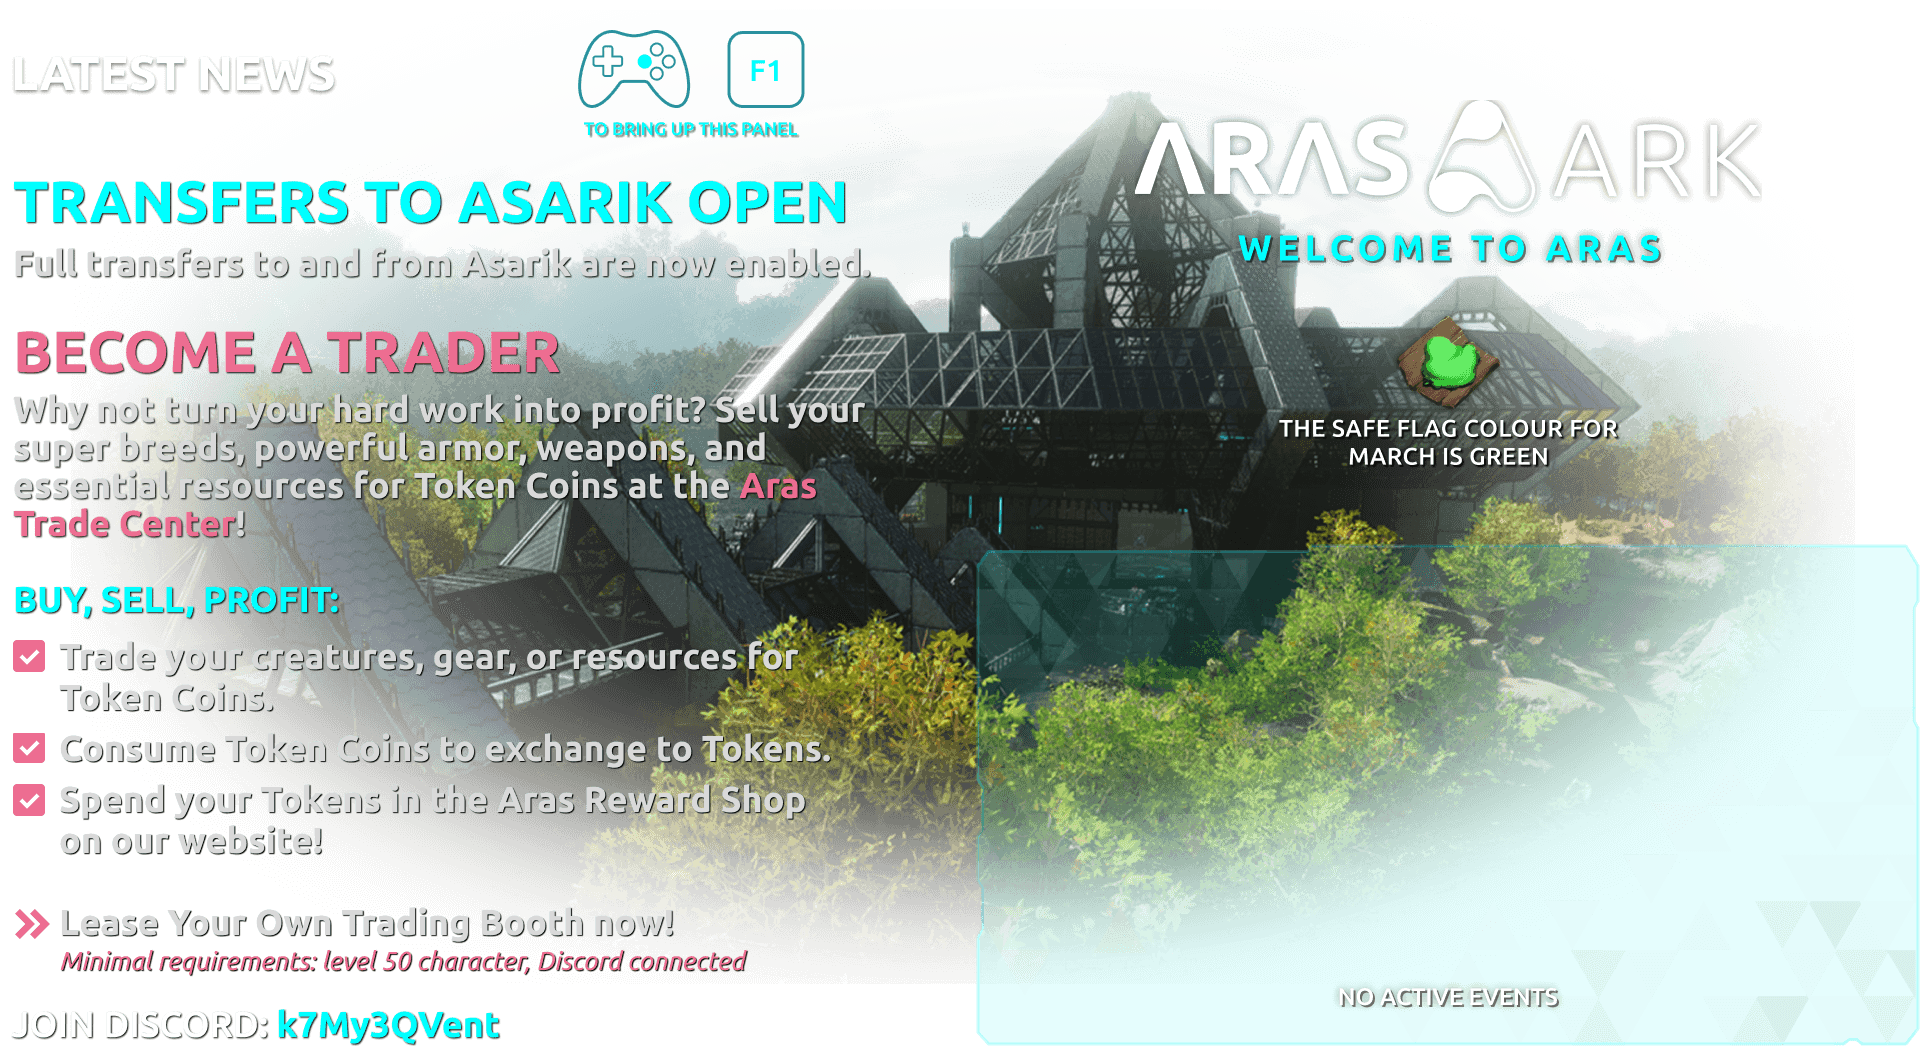 LATEST NEWS
F1
TO BRING UP THIS PANEL
TRANSFERS TO ASARIK OPEN
Full transfers to and from Asarik are now enabled.
BECOME A TRADER
Why not turn your hard work into profit? Sell your
super breeds, powerful armor, weapons, and
essential resources for Token Coins at the Aras
Trade Center!
BUY, SELL, PROFIT:
Trade your creatures, gear, or resources for
Token Coins.
Consume Token Coins to exchange to Tokens.
Spend your Tokens in the Aras Reward Shop
on our website!
Lease Your Own Trading Booth now!
Minimal requirements: level 50 character, Discord connected
JOIN DISCORD: k7My3QVent
ARAS ARK
WELCOME TO ARAS
THE SAFE FLAG COLOUR FOR
MARCH IS GREEN
NO ACTIVE EVENTS